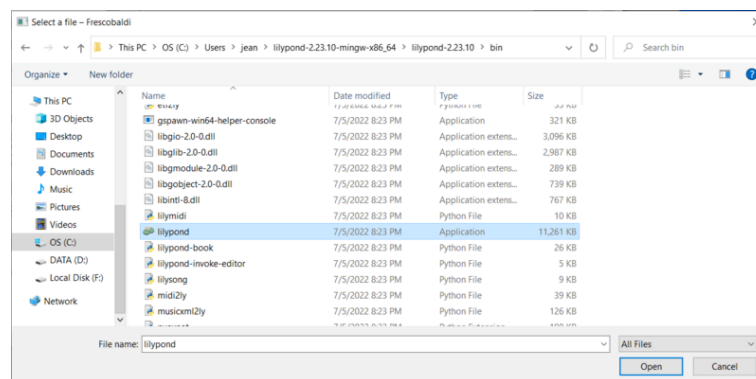 Select a file – Frescobaldi
This PC > OS (C:) > Users > jean > lilypond-2.23.10-mingw-x86_64 > lilypond-2.23.10 > bin
Search bin
Organize New folder
Name Date modified Type Size
gspawn-win64-helper-console 7/5/2022 8:23 PM Application 321 KB
libgio-2.0-0.dll 7/5/2022 8:23 PM Application extens... 3,096 KB
libglib-2.0-0.dll 7/5/2022 8:23 PM Application extens... 2,987 KB
libgmodule-2.0-0.dll 7/5/2022 8:23 PM Application extens... 289 KB
libgobject-2.0-0.dll 7/5/2022 8:23 PM Application extens... 739 KB
libintl-8.dll 7/5/2022 8:23 PM Application extens... 767 KB
lilymidi 7/5/2022 8:23 PM Python File 10 KB
lilypond 7/5/2022 8:23 PM Application 11,261 KB
lilypond-book 7/5/2022 8:23 PM Python File 26 KB
lilypond-invoke-editor 7/5/2022 8:23 PM Python File 5 KB
lilysong 7/5/2022 8:23 PM Python File 9 KB
midi2ly 7/5/2022 8:23 PM Python File 39 KB
musicxml2ly 7/5/2022 8:23 PM Python File 126 KB
This PC
3D Objects
Desktop
Documents
Downloads
Music
Pictures
Videos
OS (C:)
DATA (D:)
Local Disk (F:)
Network
File name: lilypond
All Files
Open Cancel